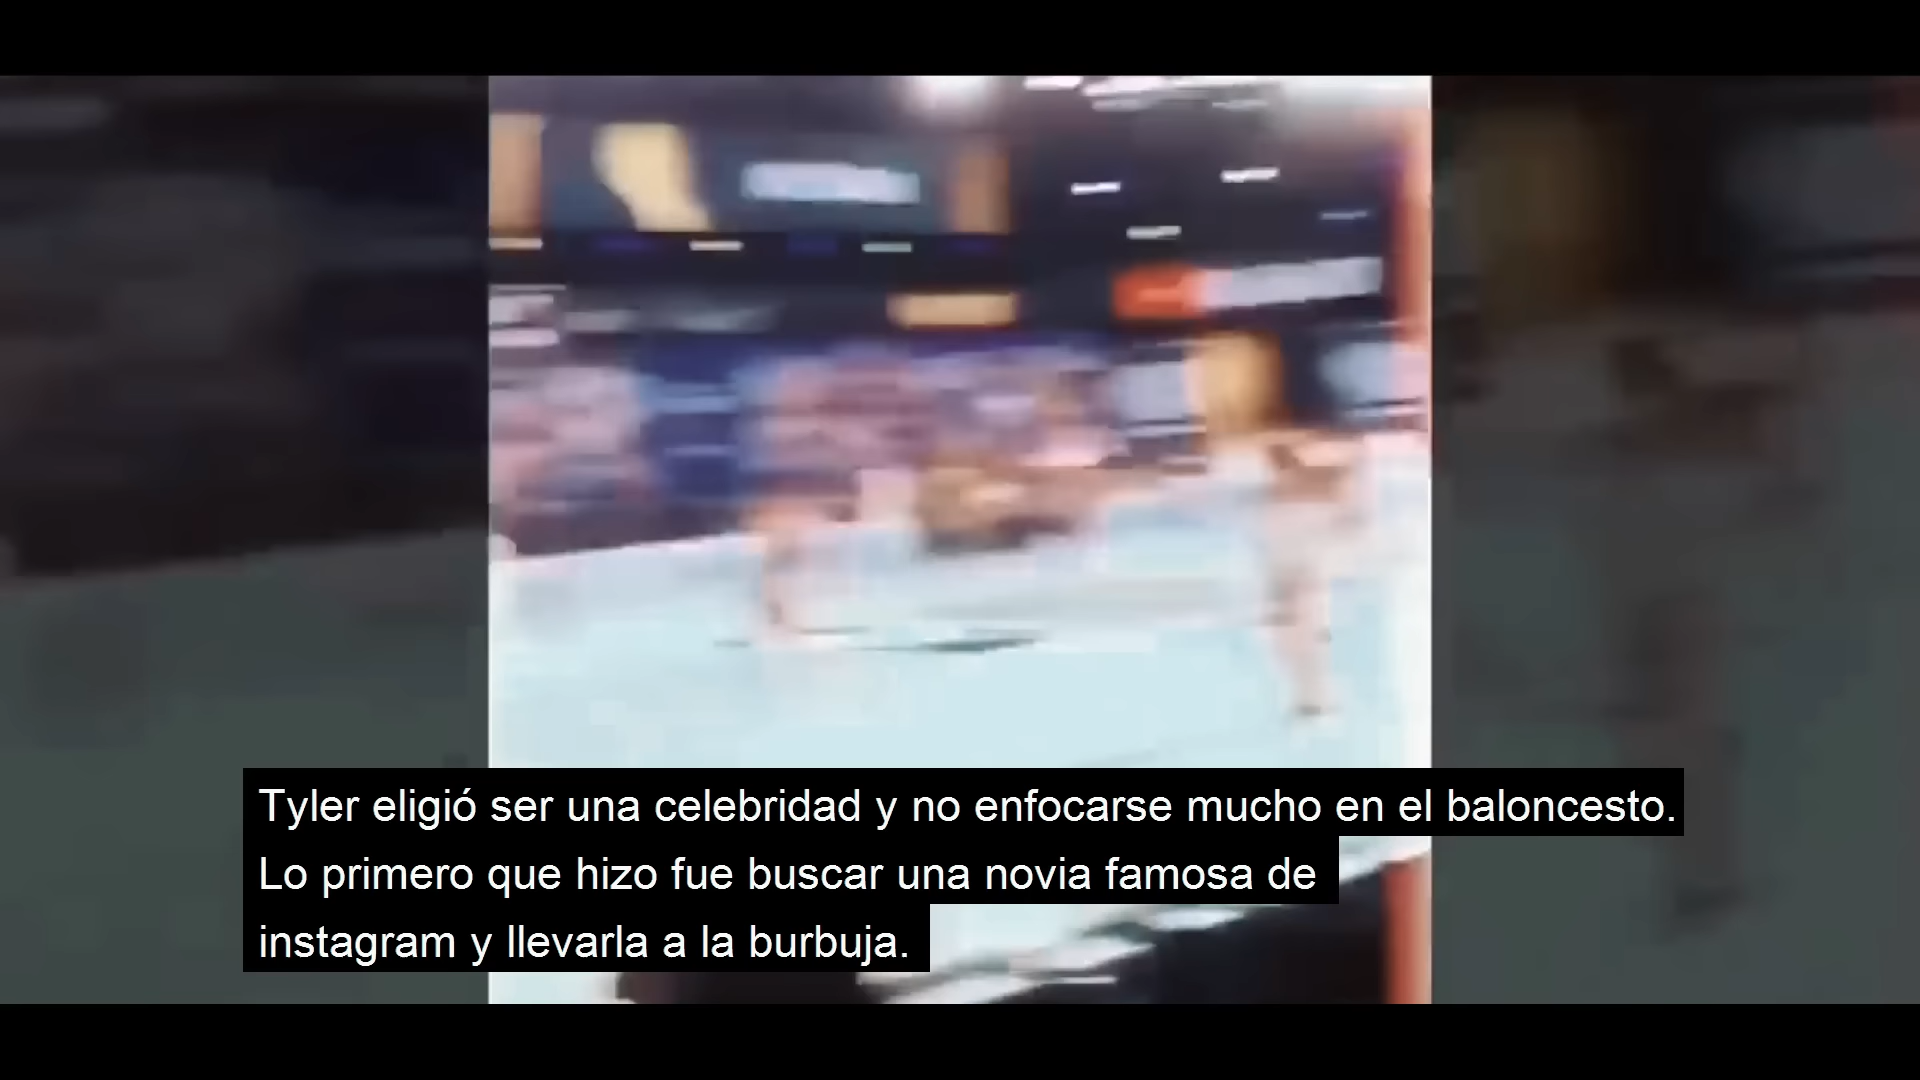 Tyler eligió ser una celebridad y no enfocarse mucho en el baloncesto.
Lo primero que hizo fue buscar una novia famosa de
instagram y llevarla a la burbuja.